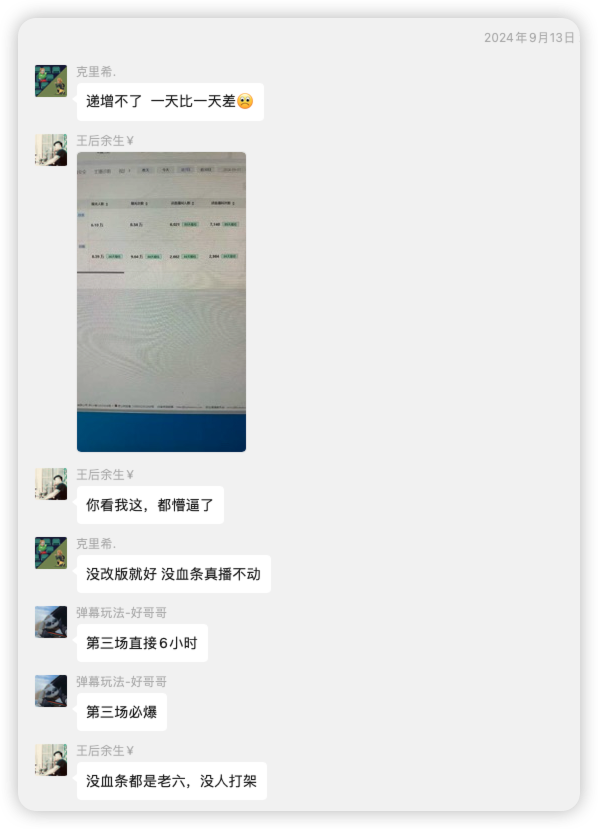 2024年9月13日
克里希.
递增不了 一天比一天差
王后余生￥
王后余生￥
你看我这，都懵逼了
克里希.
没改版就好 没血条真播不动
弹幕玩法-好哥哥
第三场直接6小时
弹幕玩法-好哥哥
第三场必爆
王后余生￥
没血条都是老六，没人打架